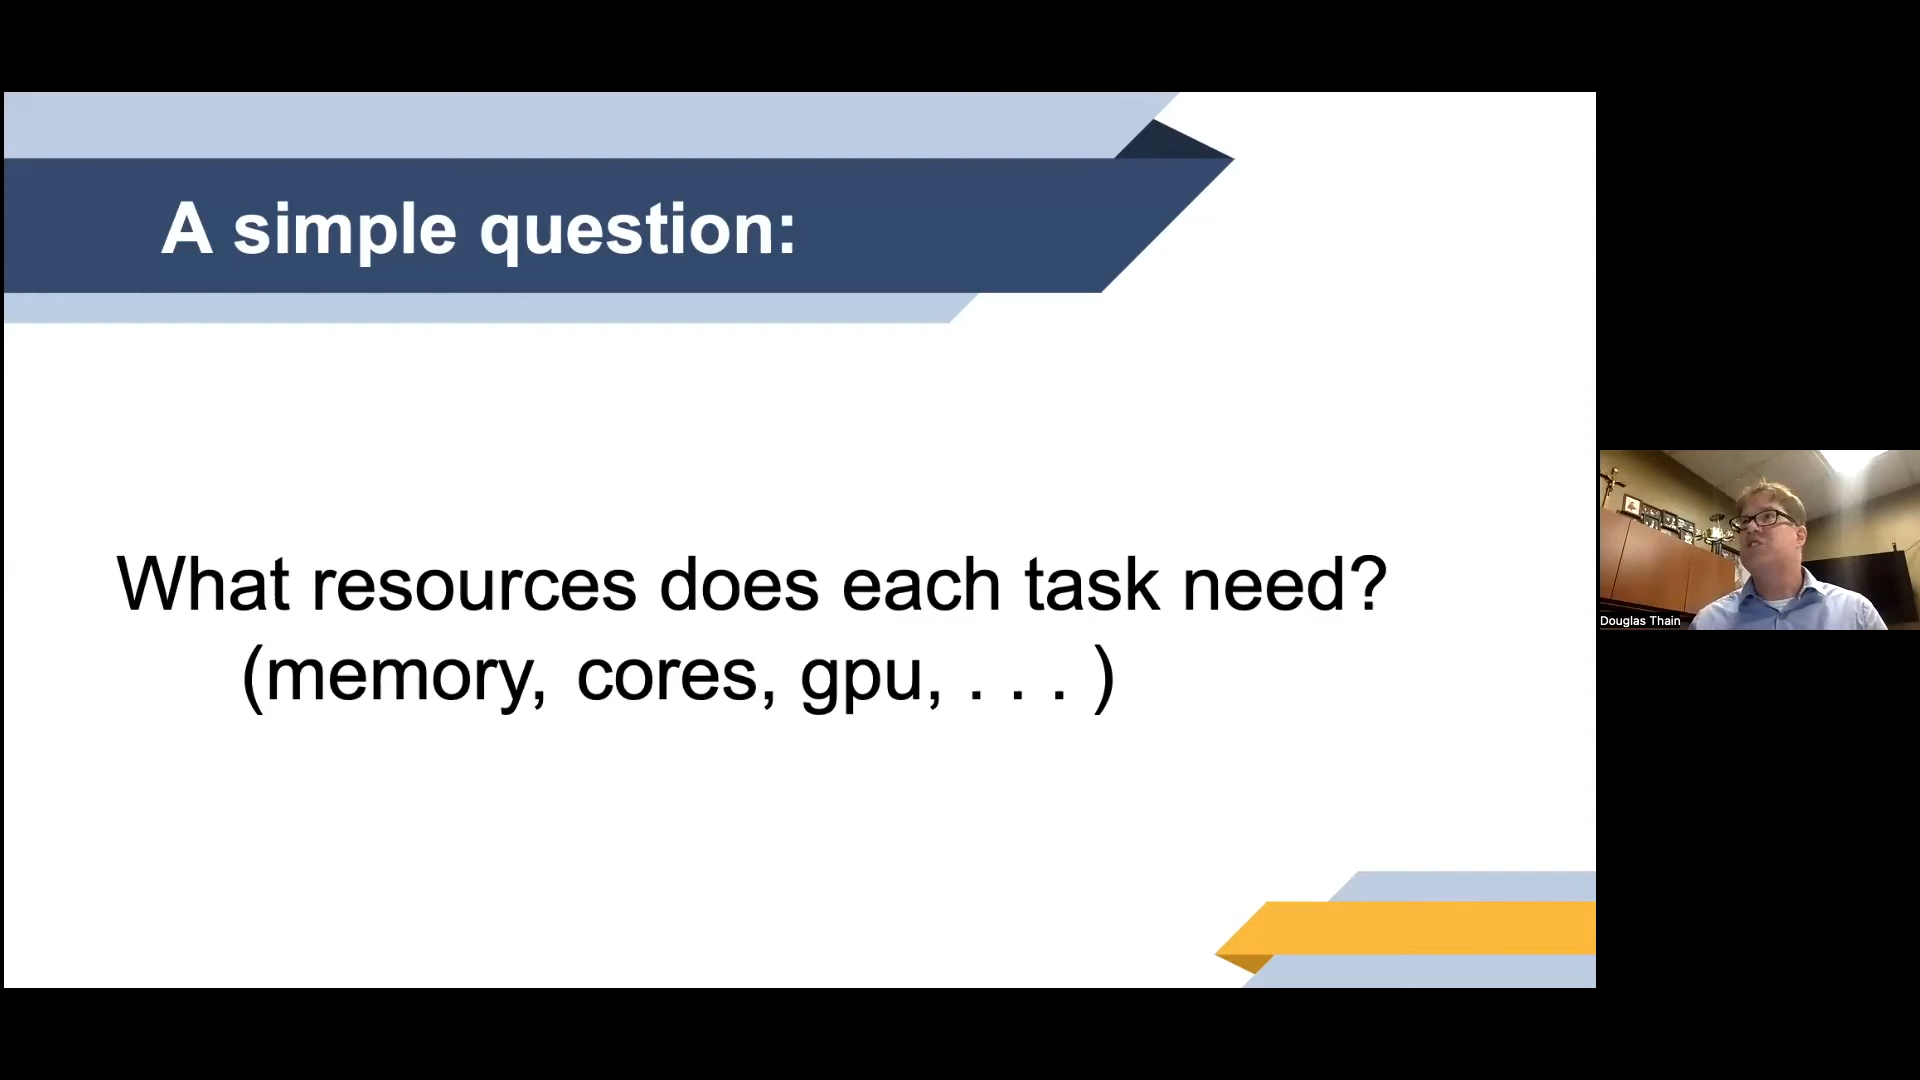 A simple question:
What resources does each task need?
(memory, cores, gpu, . . . )
Douglas Thain